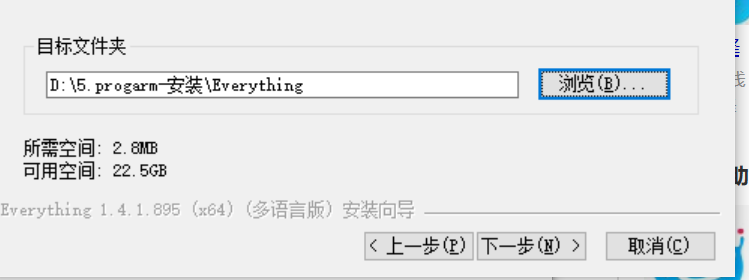 目标文件夹
D:\5.progarm-安装\Everything
浏览(B)...
所需空间: 2.8MB
可用空间: 22.5GB
Everything 1.4.1.895 (x64) (多语言版) 安装向导
< 上一步(P) 下一步(N) > 取消(C)
线
助